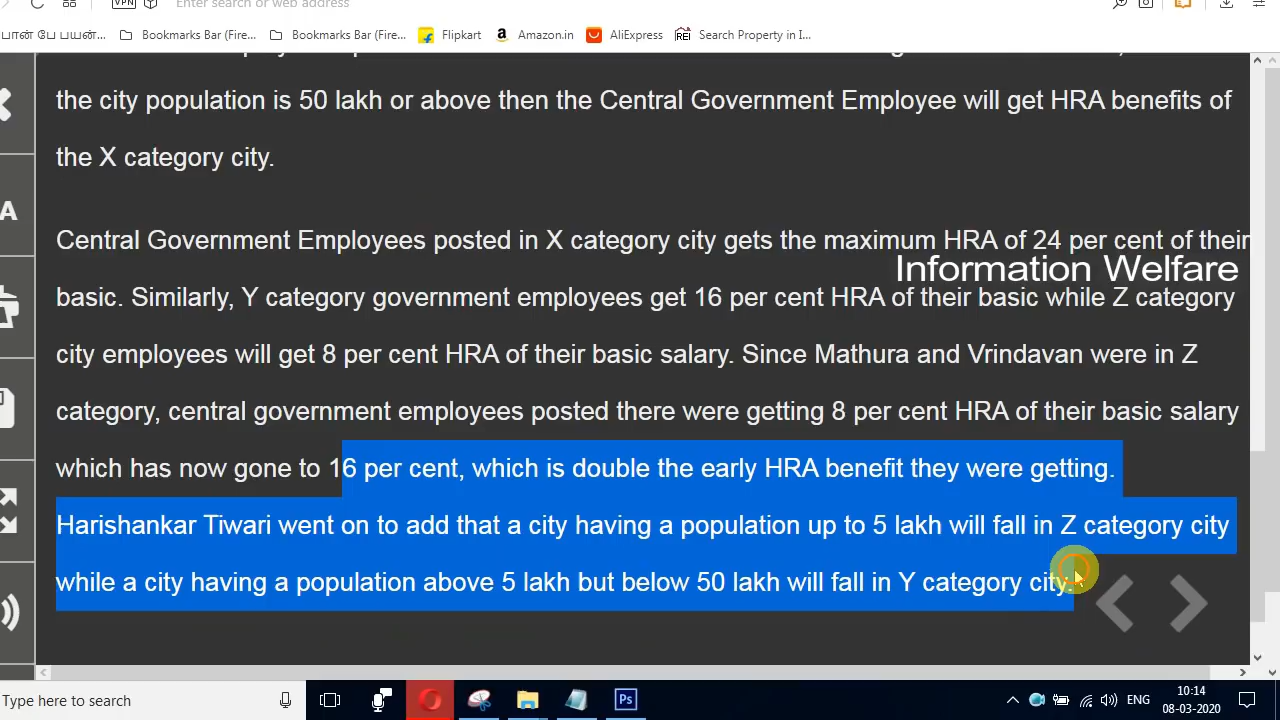 VPN
Enter search or web address
பான் பே பேயன்...
Bookmarks Bar (Fire...
Bookmarks Bar (Fire...
Flipkart
Amazon.in
AliExpress
REI
Search Property in I...
the city population is 50 lakh or above then the Central Government Employee will get HRA benefits of
the X category city.
Central Government Employees posted in X category city gets the maximum HRA of 24 per cent of their
Information Welfare
basic. Similarly, Y category government employees get 16 per cent HRA of their basic while Z category
city employees will get 8 per cent HRA of their basic salary. Since Mathura and Vrindavan were in Z
category, central government employees posted there were getting 8 per cent HRA of their basic salary
which has now gone to 16 per cent, which is double the early HRA benefit they were getting.
Harishankar Tiwari went on to add that a city having a population up to 5 lakh will fall in Z category city
while a city having a population above 5 lakh but below 50 lakh will fall in Y category city.
A
Type here to search
Ps
ENG
10:14
08-03-2020